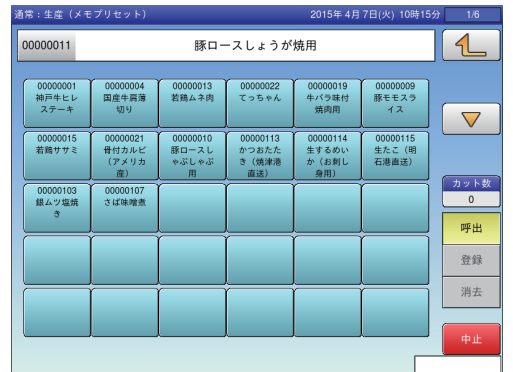 通常：生産（メモプリセット）
2015年 4月 7日(火) 10時15分
1/6
00000011
豚ロースしょうが焼用
00000001
神戸牛ヒレ
ステーキ
00000004
国産牛肩薄
切り
00000013
若鶏ムネ肉
00000022
てっちゃん
00000019
牛バラ味付
焼肉用
00000009
豚モモスラ
イス
00000015
若鶏ササミ
00000021
骨付カルビ
（アメリカ
産）
00000010
豚ロースし
ゃぶしゃぶ
用
00000113
かつおたた
き（焼津港
直送）
00000114
生するめい
か（お刺し
身用）
00000115
生たこ（明
石港直送）
00000103
銀ムツ塩焼
き
00000107
さば味噌煮
カット数
0
呼出
登録
消去
中止